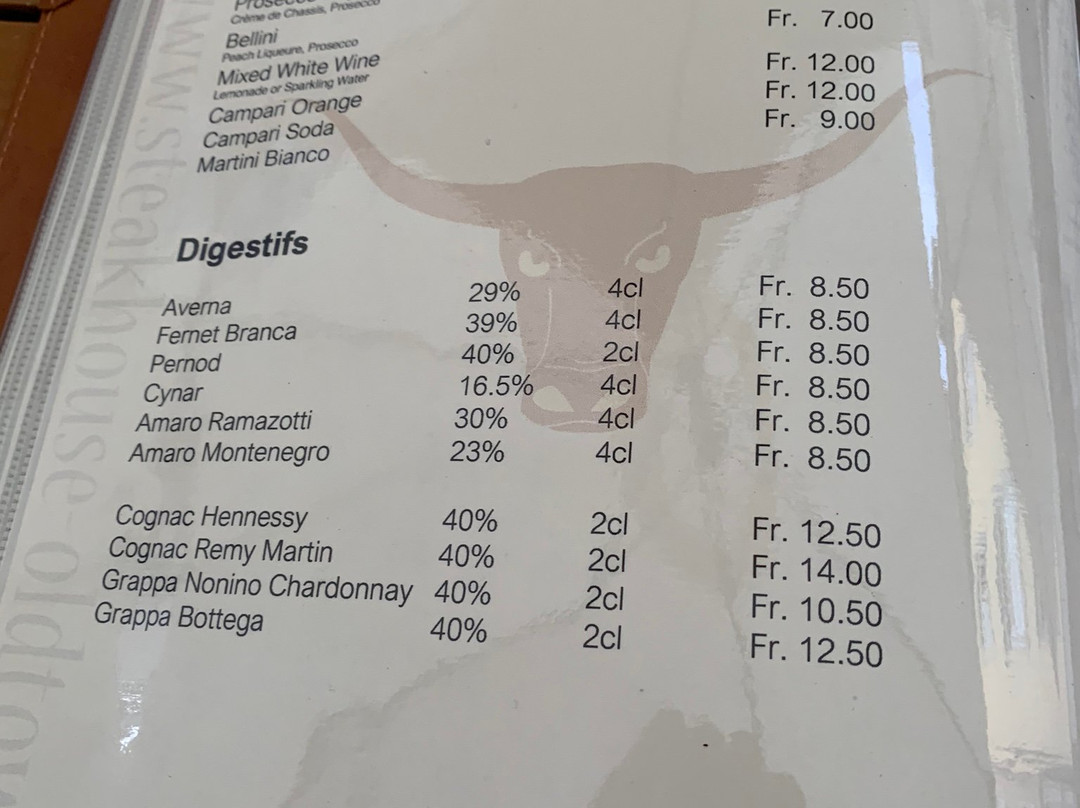 Crème de Chassis, Prosecco
Bellini
Peach Liqueure, Prosecco
Mixed White Wine Fr. 7.00
Lemonade or Sparkling Water
Campari Orange Fr. 12.00
Campari Soda Fr. 12.00
Martini Bianco Fr. 9.00
Digestifs
Averna 29% 4cl Fr. 8.50
Fernet Branca 39% 4cl Fr. 8.50
Pernod 40% 2cl Fr. 8.50
Cynar 16.5% 4cl Fr. 8.50
Amaro Ramazotti 30% 4cl Fr. 8.50
Amaro Montenegro 23% 4cl Fr. 8.50
Cognac Hennessy 40% 2cl Fr. 12.50
Cognac Remy Martin 40% 2cl Fr. 14.00
Grappa Nonino Chardonnay 40% 2cl Fr. 10.50
Grappa Bottega 40% 2cl Fr. 12.50
www.steakhouse-oldtow